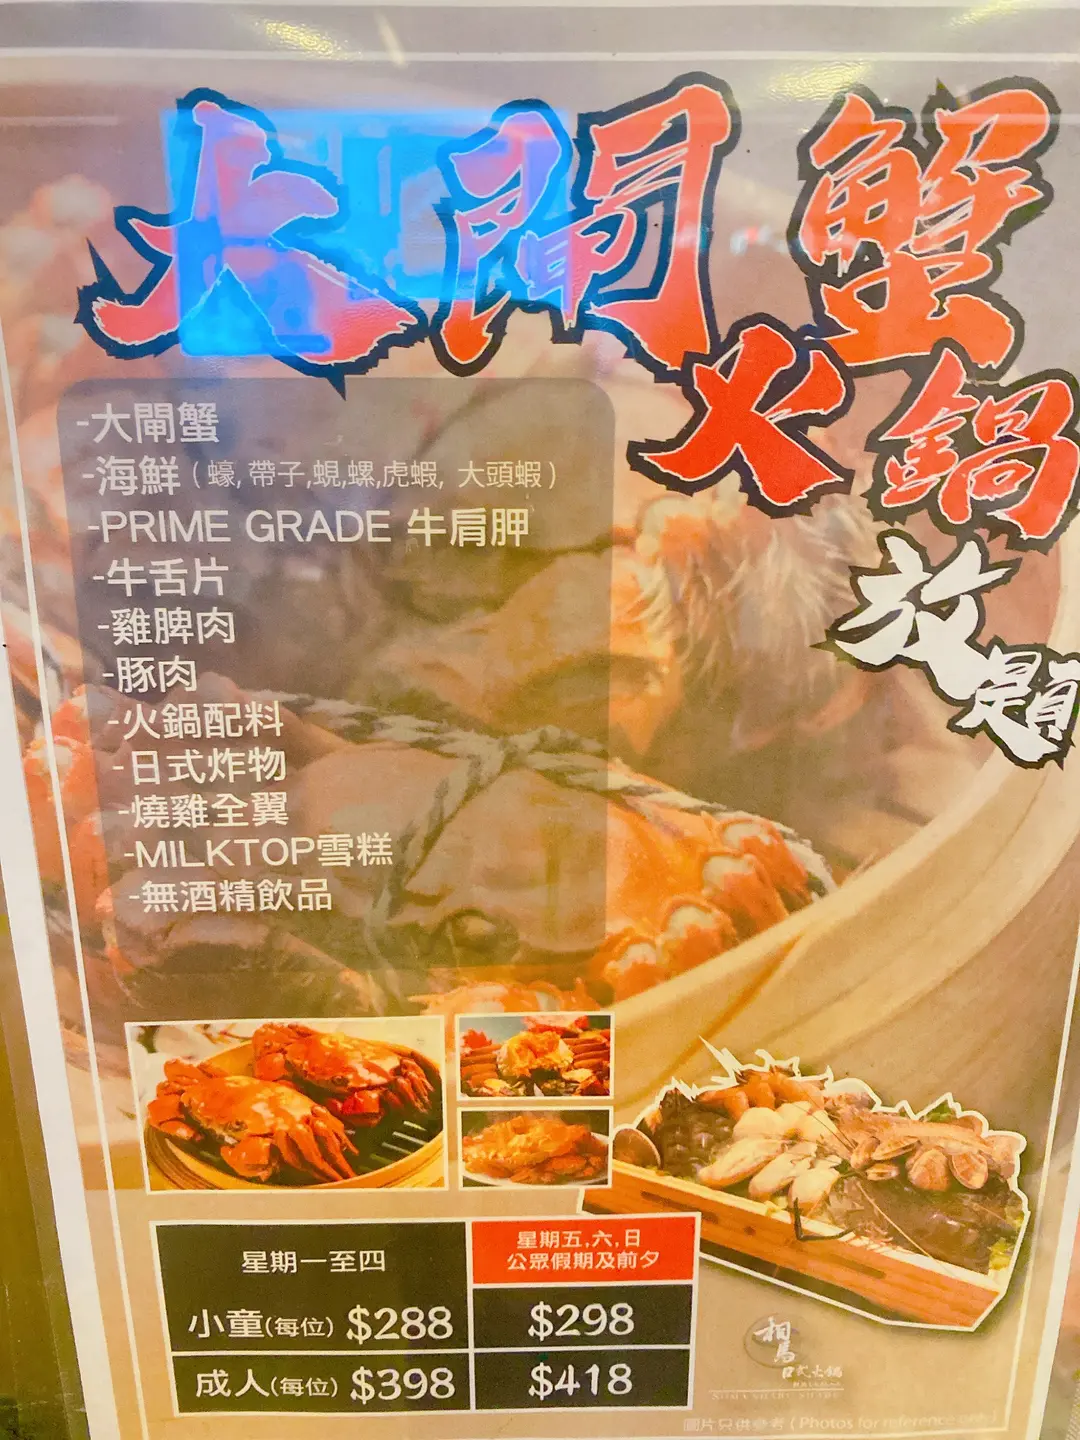 大閘蟹
火鍋
放題
-大閘蟹
-海鮮(蠔,帶子,蜆,螺,虎蝦, 大頭蝦)
-PRIME GRADE 牛肩胛
-牛舌片
-雞脾肉
-豚肉
-火鍋配料
-日式炸物
-燒雞全翼
-MILKTOP雪糕
-無酒精飲品
星期一至四
星期五,六,日
公眾假期及前夕
小童(每位) $288
$298
成人(每位) $398
$418
相馬
日式火鍋
圖片只供參考 ( Photos for reference only )